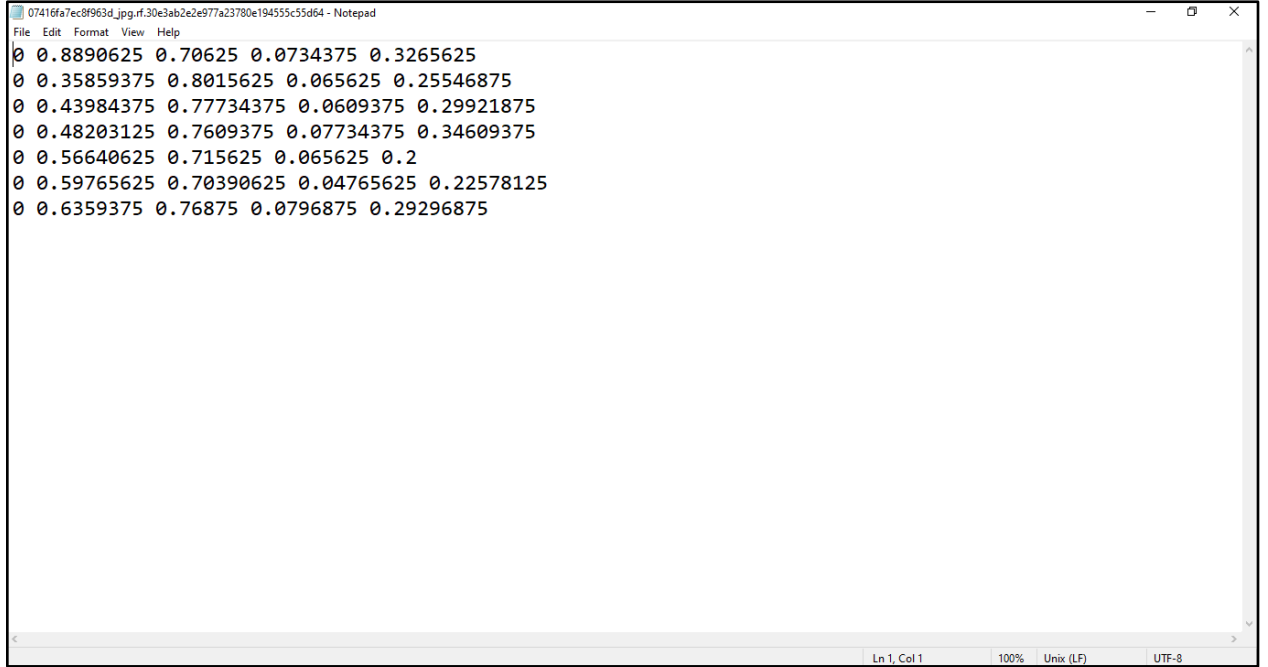 07416fa7ec8f963d_jpg.rf.30e3ab2e2e977a23780e194555c55d64 - Notepad
File Edit Format View Help
0 0.8890625 0.70625 0.0734375 0.3265625
0 0.35859375 0.8015625 0.065625 0.25546875
0 0.43984375 0.77734375 0.0609375 0.29921875
0 0.48203125 0.7609375 0.07734375 0.34609375
0 0.56640625 0.715625 0.065625 0.2
0 0.59765625 0.70390625 0.04765625 0.22578125
0 0.6359375 0.76875 0.0796875 0.29296875
Ln 1, Col 1 100% Unix (LF) UTF-8